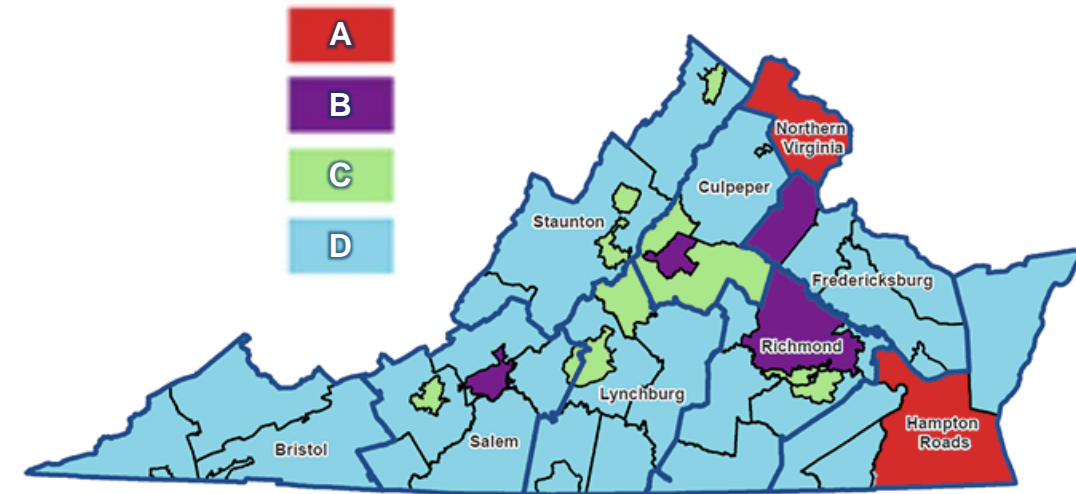 A
B
C
D
Northern
Virginia
Culpeper
Staunton
Fredericksburg
Richmond
Lynchburg
Hampton
Roads
Salem
Bristol